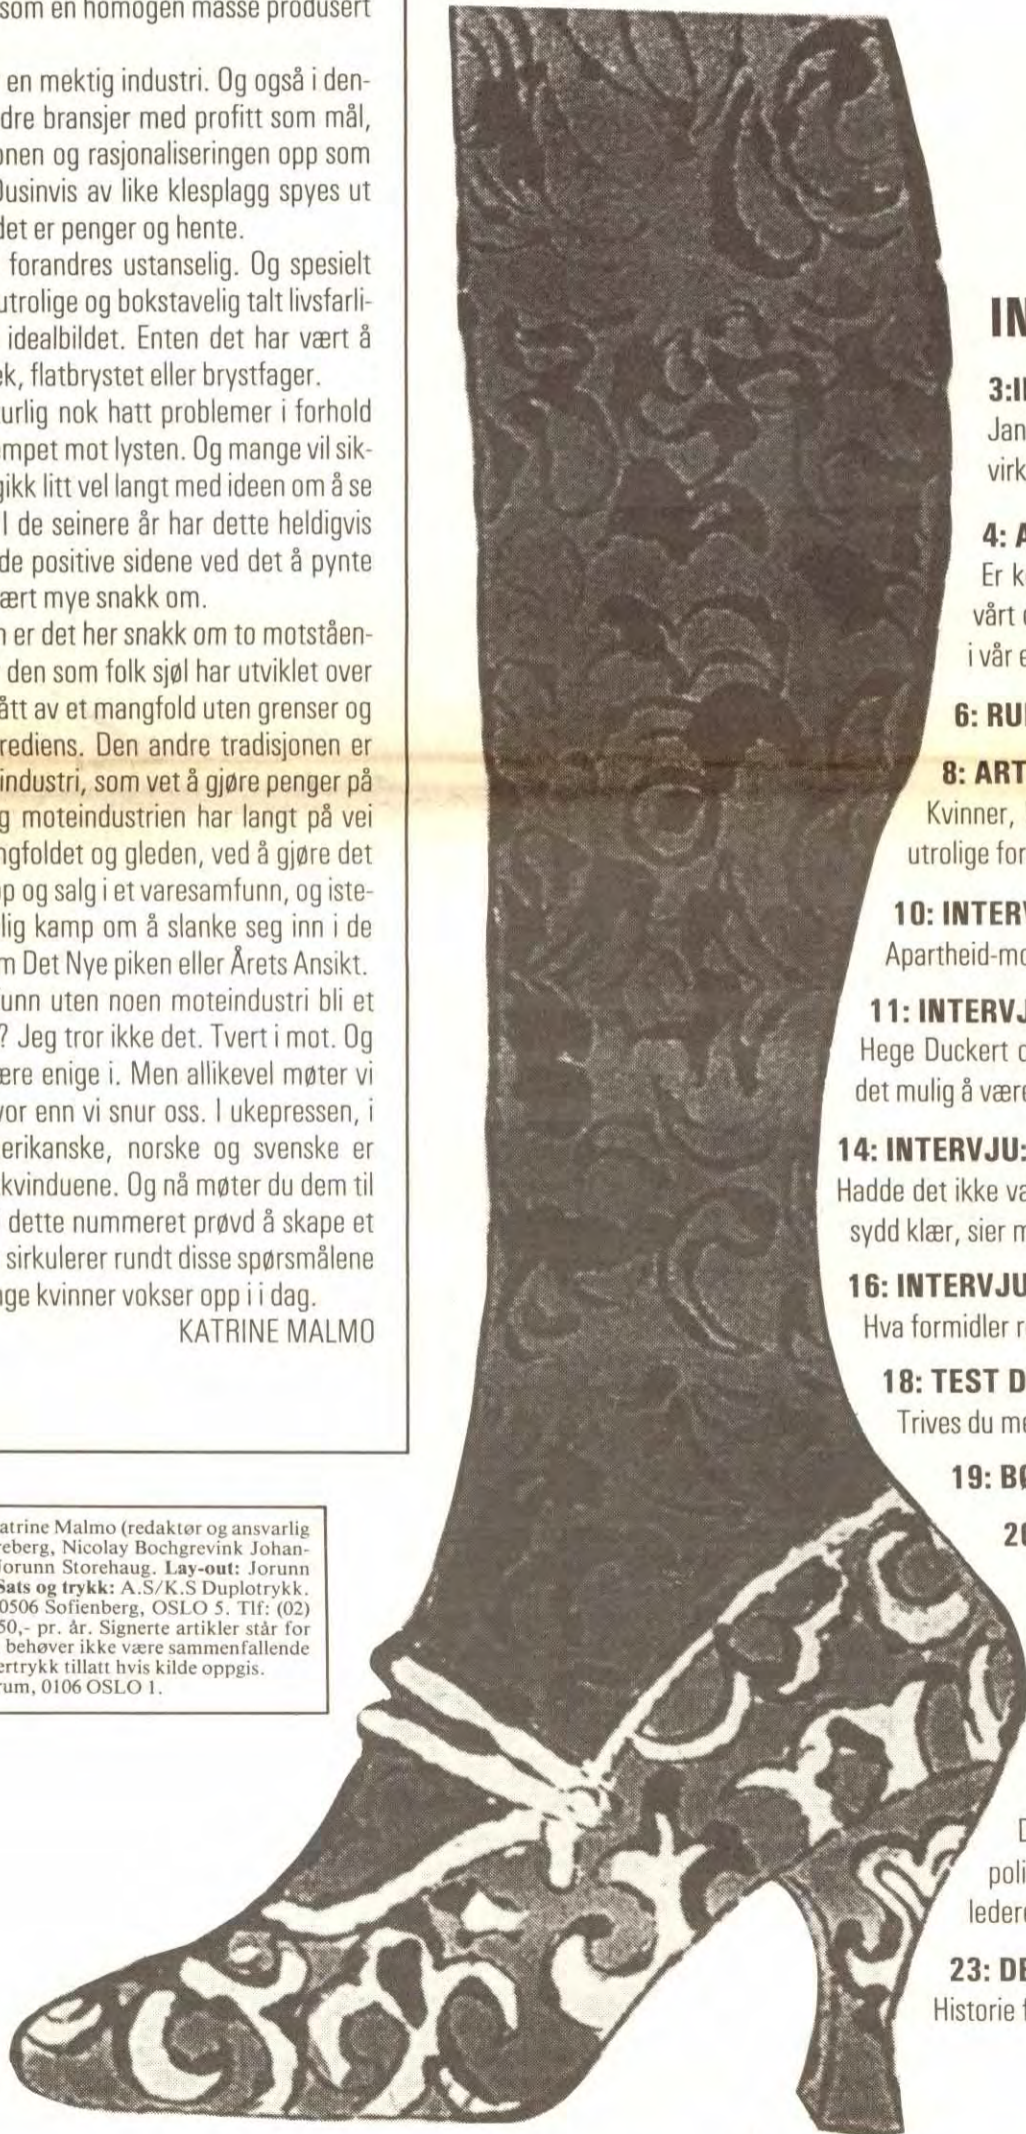 som en homogen masse produsert
en mektig industri. Og også i den-
dre bransjer med profitt som mål,
onen og rasjonaliseringen opp som
Dusinvis av like klesplagg spyes ut
det er penger og hente.
forandres ustanselig. Og spesielt
utrolige og bokstavelig talt livsfarli-
idealbildet. Enten det har vært å
ek, flatbrystet eller brystfager.
urlig nok hatt problemer i forhold
empet mot lysten. Og mange vil sik-
gikk litt vel langt med ideen om å se
I de seinere år har dette heldigvis
de positive sidene ved det å pynte
ært mye snakk om.
n er det her snakk om to motståen-
den som folk sjøl har utviklet over
ått av et mangfold uten grenser og
rediens. Den andre tradisjonen er
industri, som vet å gjøre penger på
g moteindustrien har langt på vei
ngfoldet og gleden, ved å gjøre det
op og salg i et varesamfunn, og iste-
lig kamp om å slanke seg inn i de
m Det Nye piken eller Årets Ansikt.
unn uten noen moteindustri bli et
? Jeg tror ikke det. Tvert i mot. Og
ære enige i. Men allikevel møter vi
vor enn vi snur oss. I ukepressen, i
erikanske, norske og svenske er
kvinduene. Og nå møter du dem til
dette nummeret prøvd å skape et
sirkulerer rundt disse spørsmålene
nge kvinner vokser opp i i dag.
KATRINE MALMO
atrine Malmo (redaktør og ansvarlig
reberg, Nicolay Bochgrevink Johan-
Jorunn Storehaug. Lay-out: Jorunn
Sats og trykk: A.S/K.S Duplotrykk.
0506 Sofienberg, OSLO 5. Tlf: (02)
50,- pr. år. Signerte artikler står for
behøver ikke være sammenfallende
ertrykk tillatt hvis kilde oppgis.
rum, 0106 OSLO 1.
IN
3:I
Jan
virk
4: A
Er k
vårt
i vår e
6: RU
8: ART
Kvinner,
utrolige for
10: INTERV
Apartheid-mo
11: INTERVJ
Hege Duckert o
det mulig å være
14: INTERVJU:
Hadde det ikke va
sydd klær, sier m
16: INTERVJU
Hva formidler r
18: TEST D
Trives du me
19: BØ
20
D
poli
ledere
23: DE
Historie f